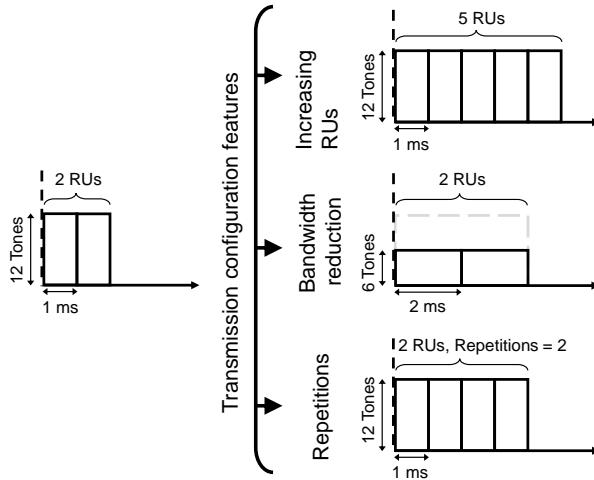 2 RUs
12 Tones
1 ms
Transmission configuration features
Increasing
RUs
5 RUs
12 Tones
1 ms
Bandwidth
reduction
2 RUs
6 Tones
2 ms
Repetitions
2 RUs, Repetitions = 2
12 Tones
1 ms